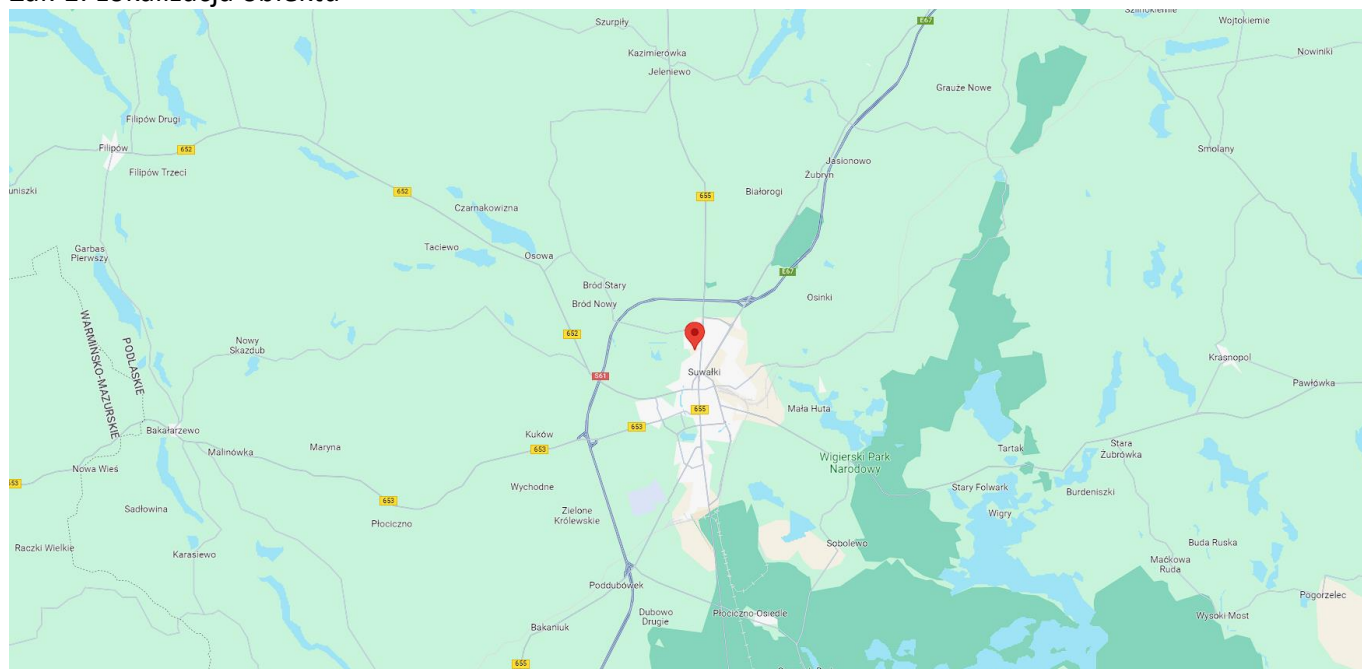 E67
Szurpiły
Wojtokiemie
Kazimierówka
Nowiniki
Jeleniewo
Grauże Nowe
Filipów Drugi
Filipów
652
Smolany
Jasionowo
Filipów Trzeci
Żubryn
652
655
Białorogi
Czarnakowizna
Garbas
Pierwszy
Taciewo
Osowa
E67
Bród Stary
Osinki
Bród Nowy
WARMIŃSKO-MAZURSKIE
PODLASKIE
652
Nowy
Skazdub
Krasnopol
Suwałki
S61
Pawłówka
655
Mała Huta
653
Bakałarzewo
Kuków
Maryna
653
Malinówka
Stara
Żubrówka
Tartak
Wigierski Park
Narodowy
Nowa Wieś
Wychodne
Stary Folwark
Burdeniszki
653
Sadłowina
Zielone
Królewskie
Wigry
Płociczno
Raczki Wielkie
Karasiewo
Sobolewo
Buda Ruska
Maćkowa
Ruda
Poddubówek
Pogorzelec
Dubowo
Drugie
Płociczno-Osiedle
Wysoki Most
Bakaniuk
655